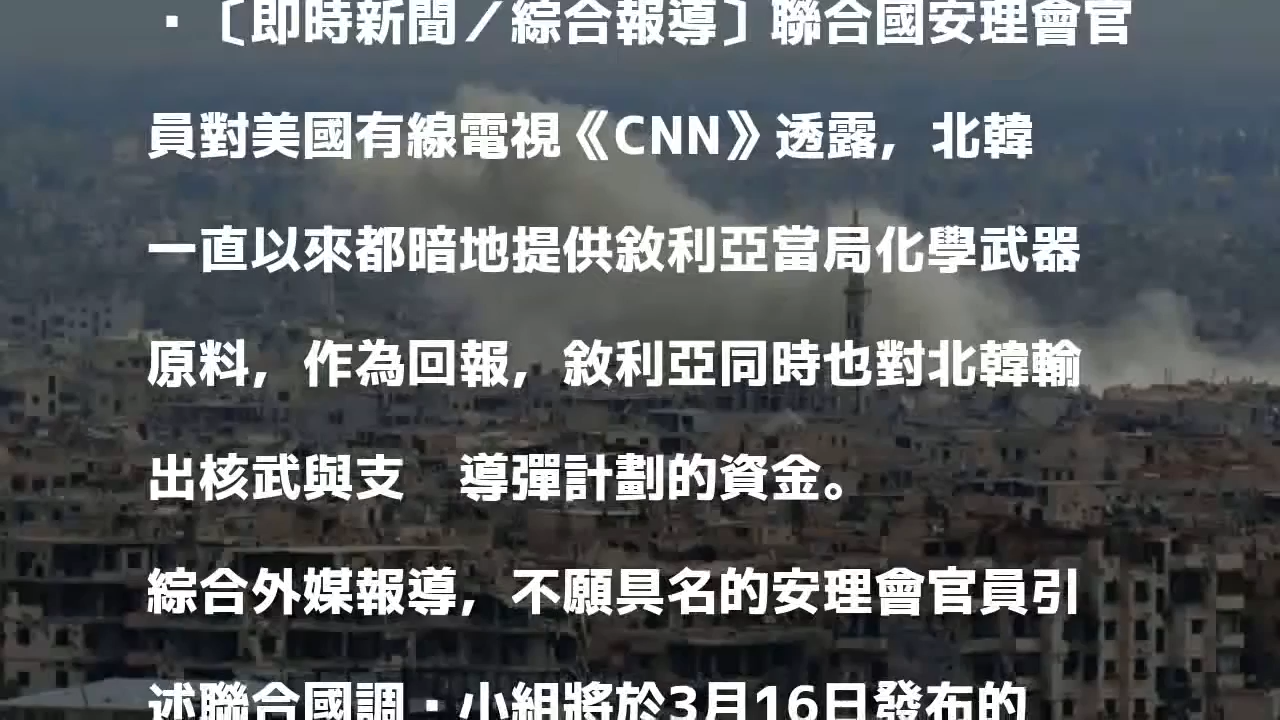 ·〔即時新聞／綜合報導〕聯合國安理會官
員對美國有線電視《CNN》透露，北韓
一直以來都暗地提供敘利亞當局化學武器
原料，作為回報，敘利亞同時也對北韓輸
出核武與支　導彈計劃的資金。
綜合外媒報導，不願具名的安理會官員引
述聯合國調·小組將於3月16日發布的